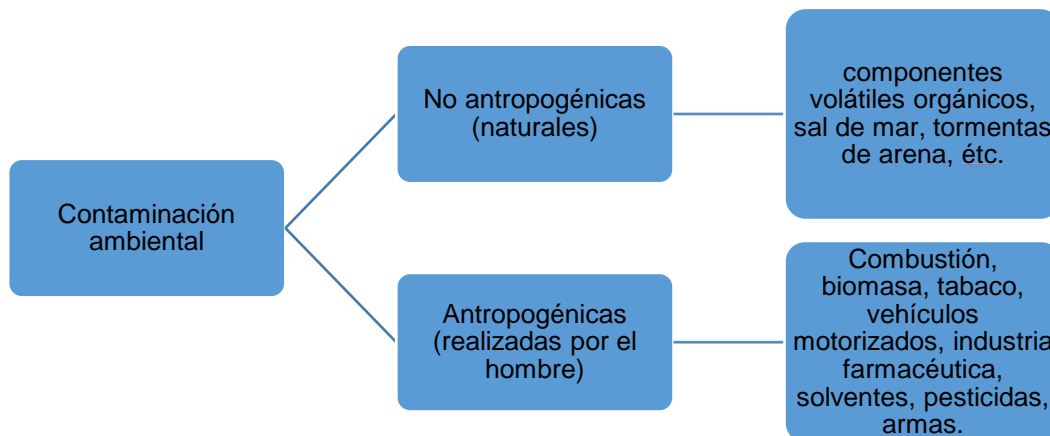 Contaminación
ambiental
No antropogénicas
(naturales)
componentes
volátiles orgánicos,
sal de mar, tormentas
de arena, étc.
Antropogénicas
(realizadas por el
hombre)
Combustión,
biomasa, tabaco,
vehículos
motorizados, industria
farmacéutica,
solventes, pesticidas,
armas.